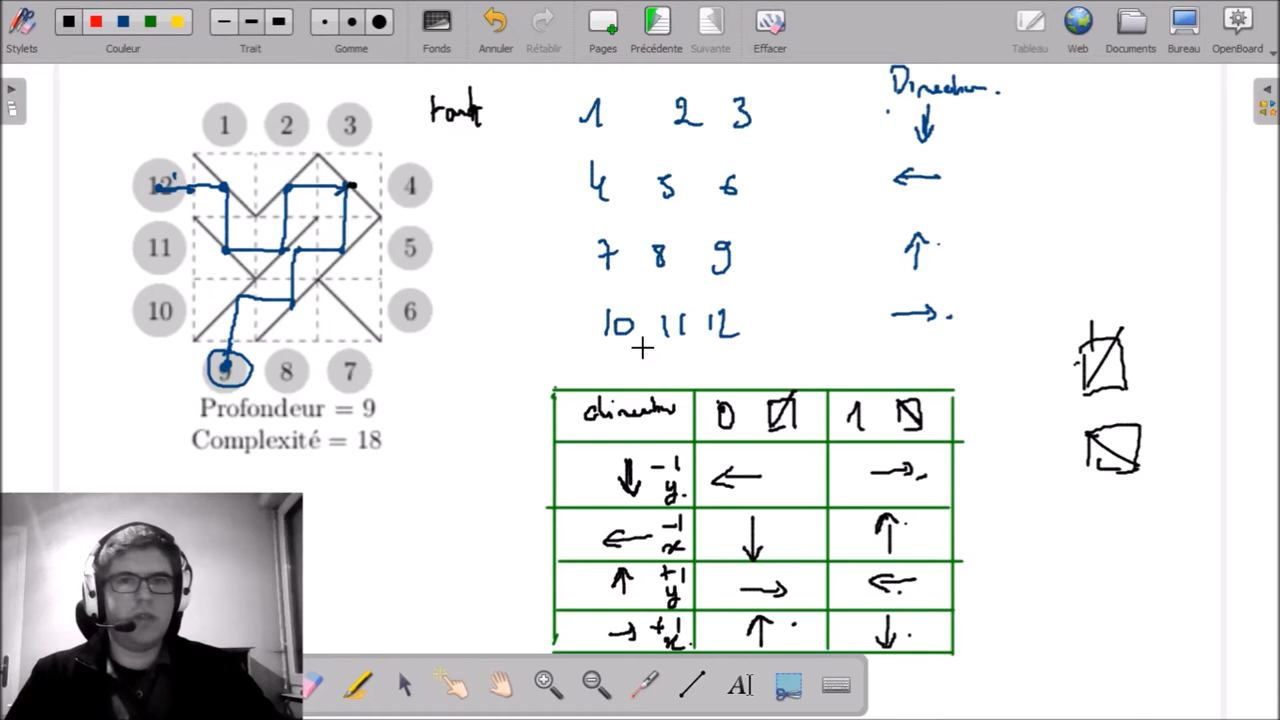 Stylets Couleur Trait Gomme Fonds Annuler Rétablir Pages Précédente Suivante Effacer Tableau Web Documents Bureau OpenBoard
Direction.
1 2 3
1 2 3
12 4
4 5 6
11 5
7 8 9
10 6
10 11 12
9 8 7
Profondeur = 9
Complexité = 18
direction 0 1
-1
y.
-1
x
+1
y
+1
x.
AI